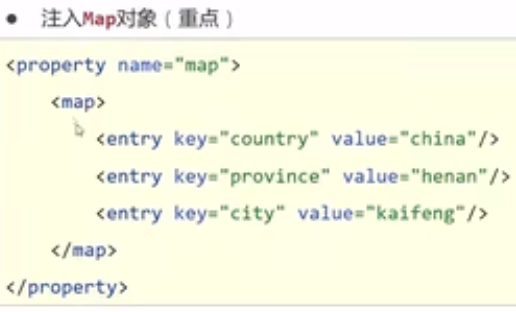 ● 注入Map对象（重点）
<property name="map">
<map>
<entry key="country" value="china"/>
<entry key="province" value="henan"/>
<entry key="city" value="kaifeng"/>
</map>
</property>